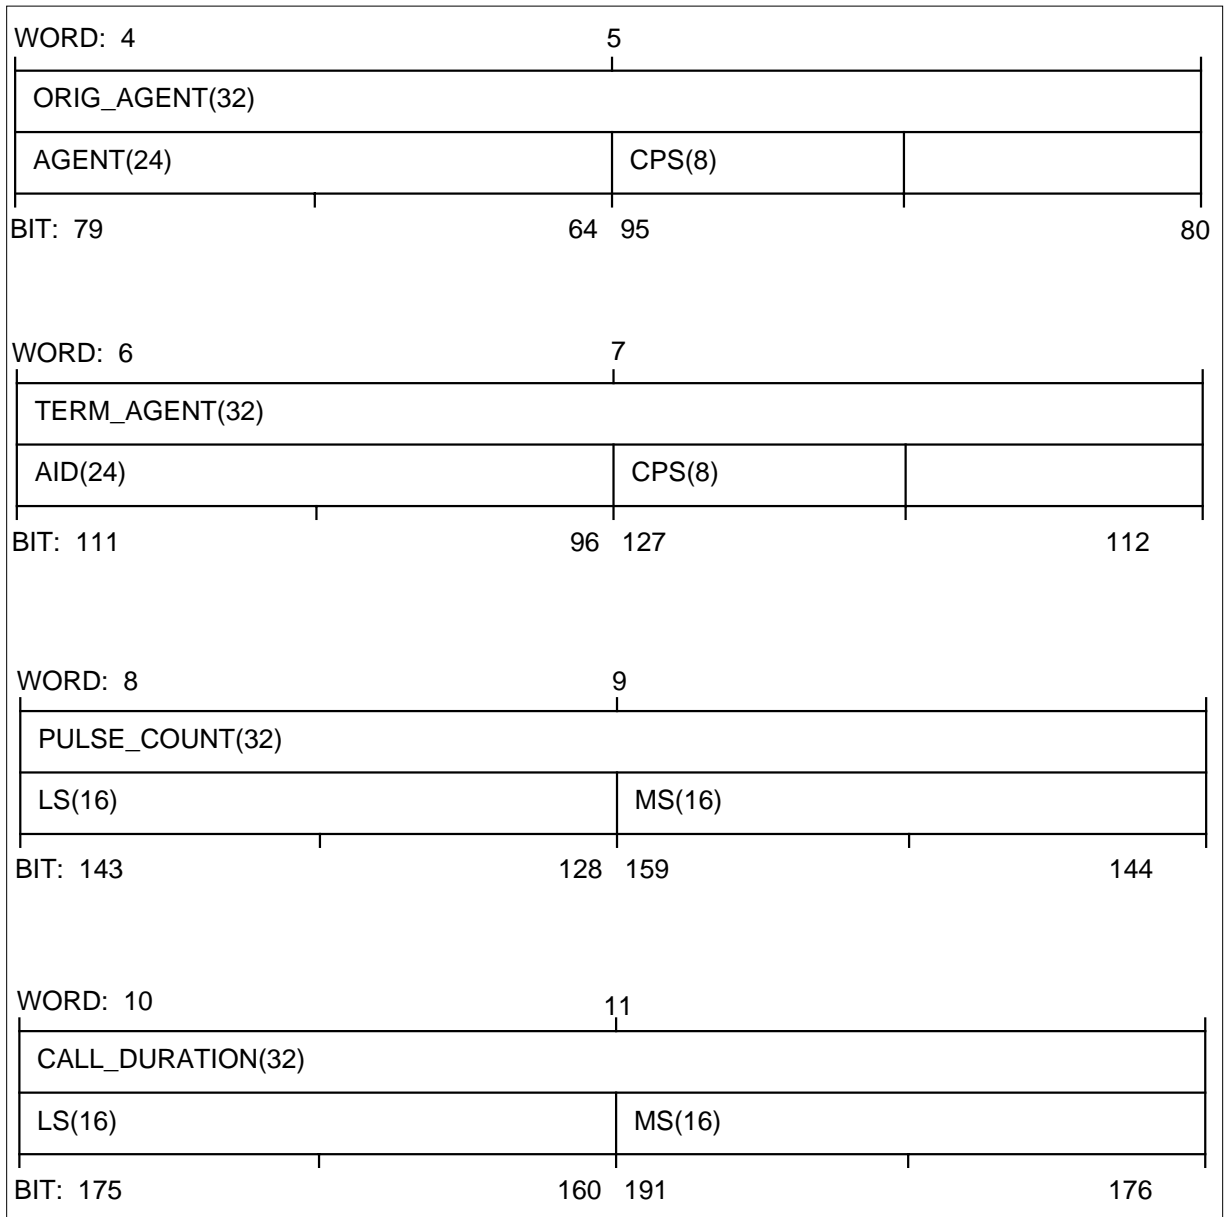 WORD: 4 5
ORIG_AGENT(32)
AGENT(24) CPS(8)
BIT: 79 64 95 80
WORD: 6 7
TERM_AGENT(32)
AID(24) CPS(8)
BIT: 111 96 127 112
WORD: 8 9
PULSE_COUNT(32)
LS(16) MS(16)
BIT: 143 128 159 144
WORD: 10 11
CALL_DURATION(32)
LS(16) MS(16)
BIT: 175 160 191 176